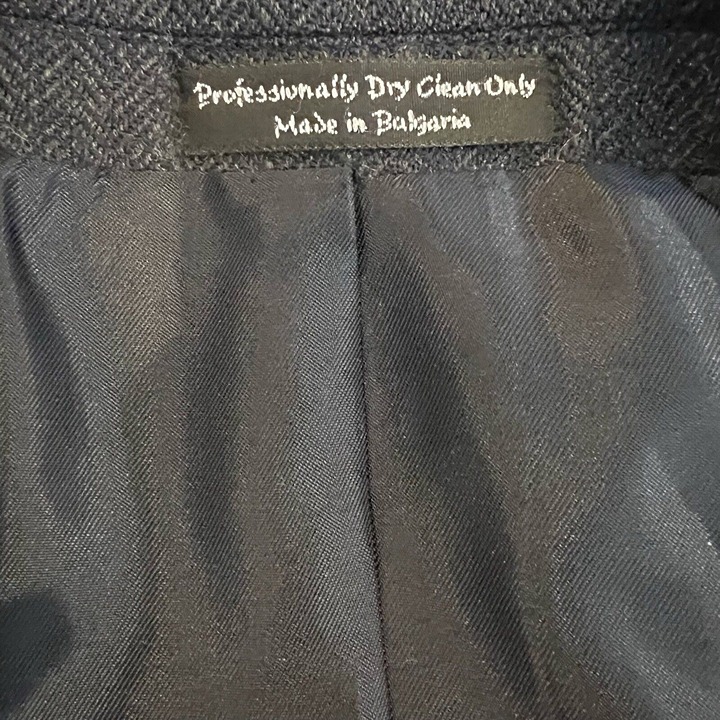 Professionally Dry Clean Only
Made in Bulgaria